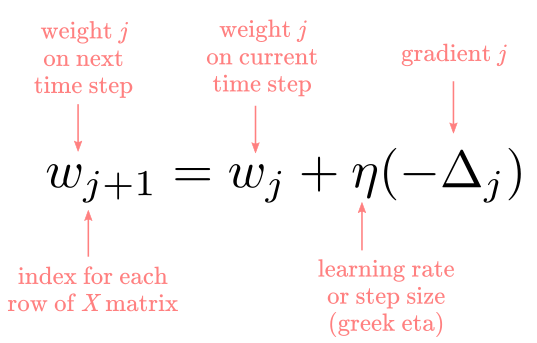 weight j
on next
time step
weight j
on current
time step
gradient j
w_{j+1} = w_j + η(−Δ_j)
index for each
row of X matrix
learning rate
or step size
(greek eta)